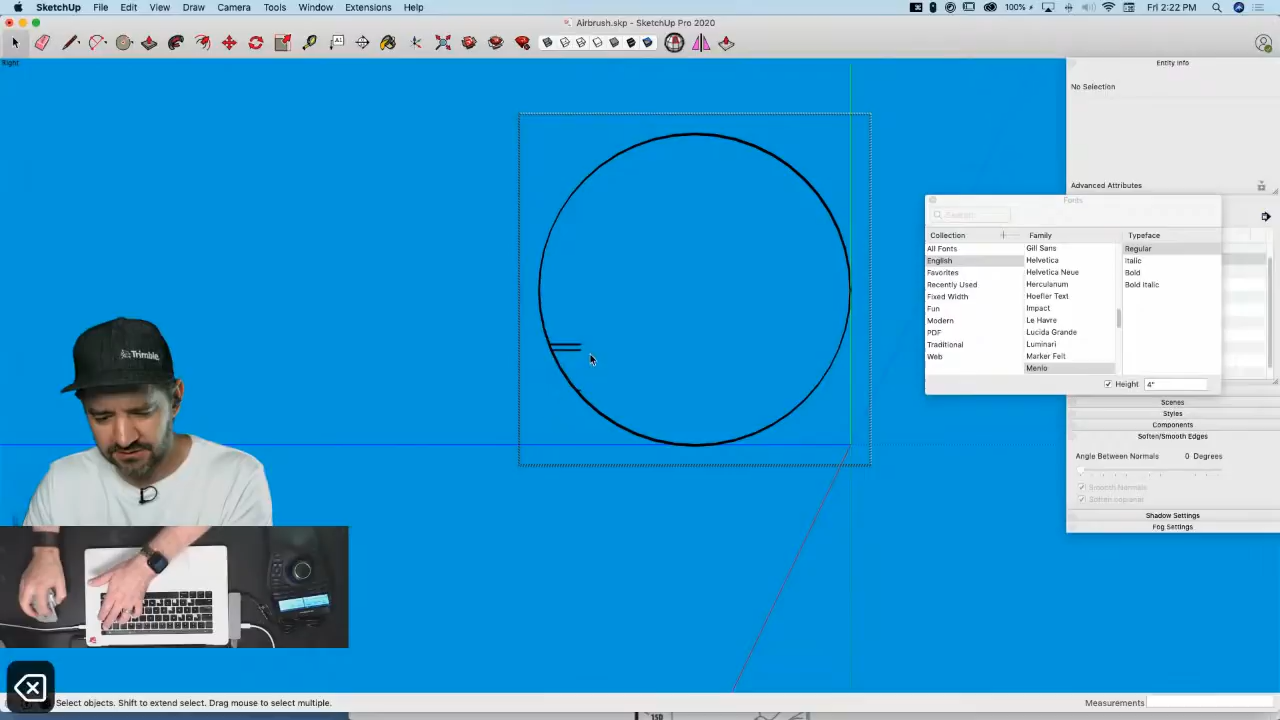 SketchUp File Edit View Draw Camera Tools Window Extensions Help
100% Fri 2:22 PM
Airbrush.skp - SketchUp Pro 2020
Right
Entity Info
No Selection
Advanced Attributes
Fonts
Search
Collection Family Typeface
All Fonts Gill Sans Regular
English Helvetica Italic
Favorites Helvetica Neue Bold
Recently Used Herculanum Bold Italic
Fixed Width Hoefler Text
Fun Impact
Modern Le Havre
PDF Lucida Grande
Traditional Luminari
Web Marker Felt
Menlo
Height 4"
Scenes
Styles
Components
Soften/Smooth Edges
Angle Between Normals 0 Degrees
Smooth Normals
Soften coplanar
Shadow Settings
Fog Settings
Trimble
Select objects. Shift to extend select. Drag mouse to select multiple.
Measurements